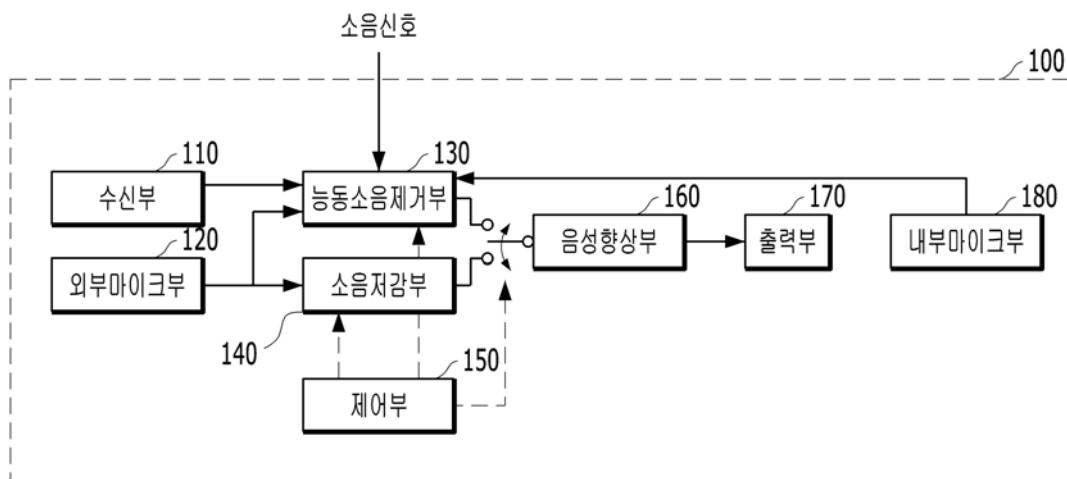 소음신호
100
110
수신부
130
능동소음제거부
160
음성향상부
170
출력부
180
내부마이크부
120
외부마이크부
소음저감부
140
150
제어부